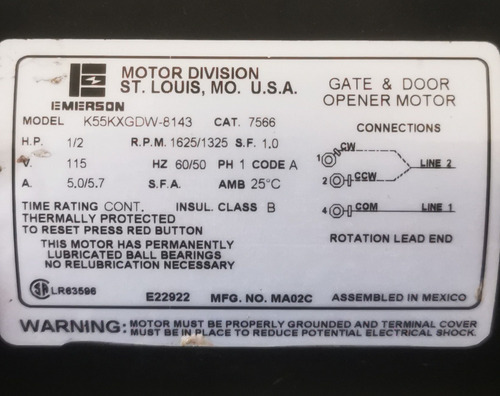 MOTOR DIVISION
ST. LOUIS, MO. U.S.A.
EMERSON
MODEL K55KXGDW-8143 CAT. 7566
H.P. 1/2 R.P.M. 1625/1325 S.F. 1.0
V. 115 HZ 60/50 PH 1 CODE A
A. 5.0/5.7 S.F.A. AMB 25°C
TIME RATING CONT. INSUL. CLASS B
THERMALLY PROTECTED
TO RESET PRESS RED BUTTON
THIS MOTOR HAS PERMANENTLY
LUBRICATED BALL BEARINGS
NO RELUBRICATION NECESSARY
GATE & DOOR
OPENER MOTOR
CONNECTIONS
1 CW
LINE 2
2 CCW
4 COM LINE 1
ROTATION LEAD END
SA LR63596 E22922 MFG. NO. MA02C ASSEMBLED IN MEXICO
WARNING: MOTOR MUST BE PROPERLY GROUNDED AND TERMINAL COVER
MUST BE IN PLACE TO REDUCE POTENTIAL ELECTRICAL SHOCK.